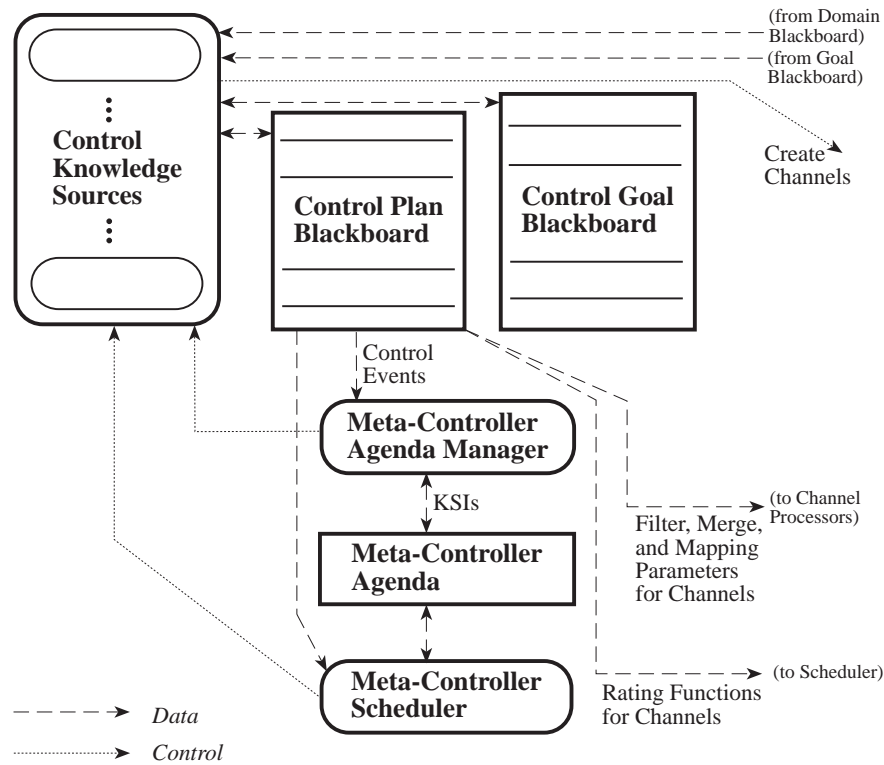 (from Domain
Blackboard)
(from Goal
Blackboard)
Create
Channels
Control
Knowledge
Sources
Control Plan
Blackboard
Control Goal
Blackboard
Control
Events
Meta-Controller
Agenda Manager
KSIs
(to Channel
Processors)
Filter, Merge,
and Mapping
Parameters
for Channels
Meta-Controller
Agenda
Meta-Controller
Scheduler
(to Scheduler)
Rating Functions
for Channels
Data
Control